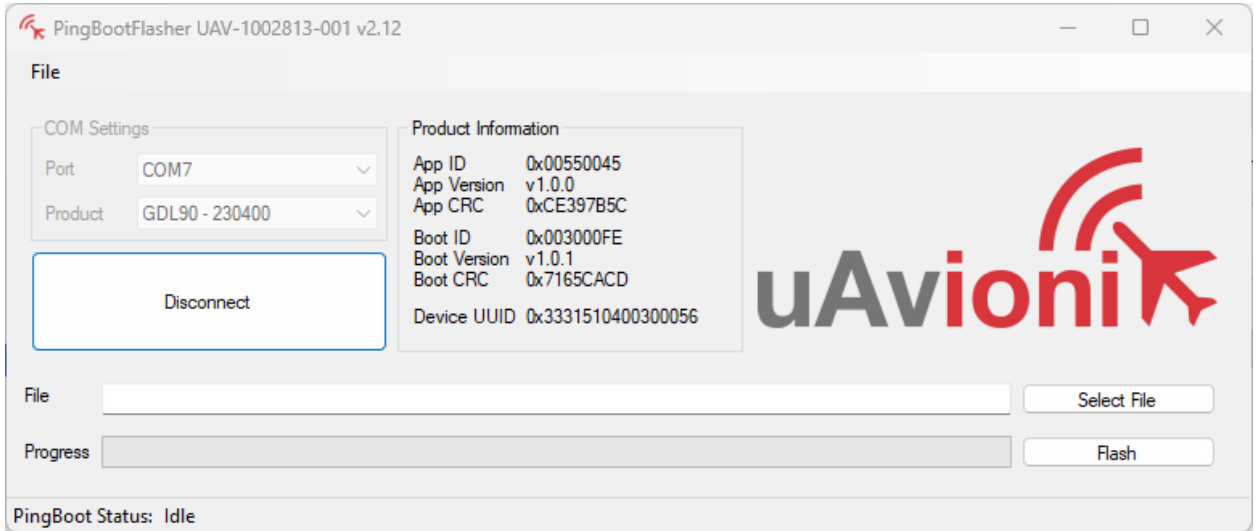 PingBootFlasher UAV-1002813-001 v2.12
File
COM Settings
Port COM7
Product GDL90 - 230400
Disconnect
Product Information
App ID 0x00550045
App Version v1.0.0
App CRC 0xCE397B5C
Boot ID 0x003000FE
Boot Version v1.0.1
Boot CRC 0x7165CACD
Device UUID 0x3331510400300056
uAvioni
File Select File
Progress Flash
PingBoot Status: Idle